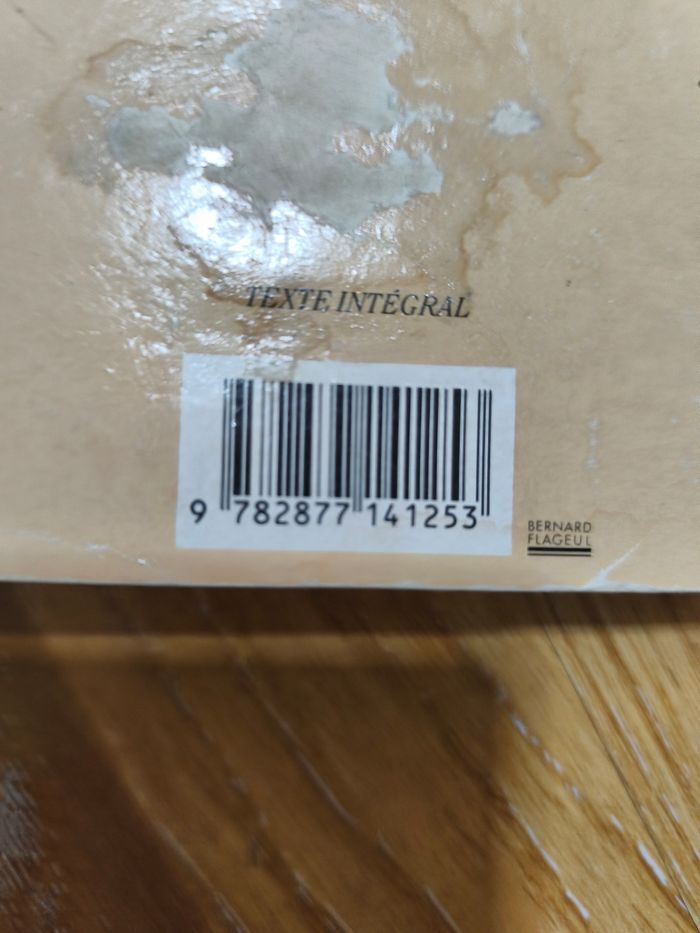 TEXTE INTÉGRAL
9 782877 141253
BERNARD
FLAGEUL